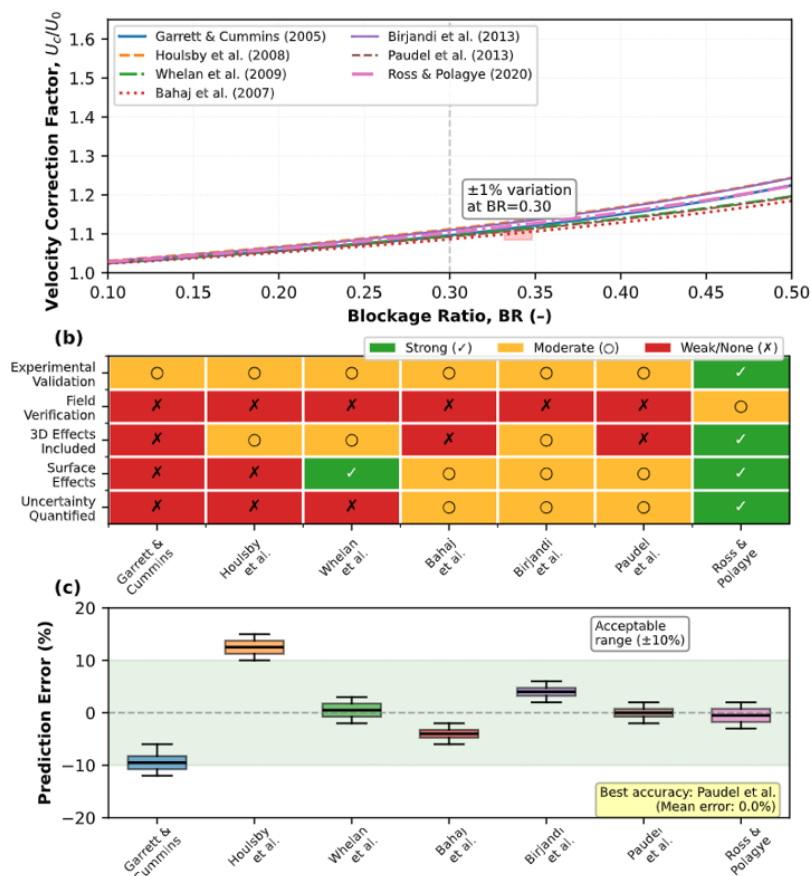 Velocity Correction Factor, U_c/U_0
1.6
1.5
1.4
1.3
1.2
1.1
1.0
Garrett & Cummins (2005)
Houlsby et al. (2008)
Whelan et al. (2009)
Bahaj et al. (2007)
Birjandi et al. (2013)
Paudel et al. (2013)
Ross & Polagye (2020)
±1% variation
at BR=0.30
0.10
0.15
0.20
0.25
0.30
0.35
0.40
0.45
0.50
Blockage Ratio, BR (–)
(b)
Strong (✓)
Moderate (○)
Weak/None (✗)
Experimental
Validation
○ ○ ○ ○ ○ ○ ✓
Field
Verification
✗ ✗ ✗ ✗ ✗ ✗ ○
3D Effects
Included
✗ ○ ○ ✗ ○ ✗ ✓
Surface
Effects
✗ ✗ ✓ ○ ○ ○ ✓
Uncertainty
Quantified
✗ ✗ ✗ ○ ○ ○ ✓
Garrett &
Cummins
Houlsby
et al.
Whelan
et al.
Bahaj
et al.
Birjandi
et al.
Paudel
et al.
Ross &
Polagye
(c)
Prediction Error (%)
20
10
0
−10
−20
Acceptable
range (±10%)
Best accuracy: Paudel et al.
(Mean error: 0.0%)
Garrett &
Cummins
Houlsby
et al.
Whelan
et al.
Bahaj
et al.
Birjandi
et al.
Paudel
et al.
Ross &
Polagye